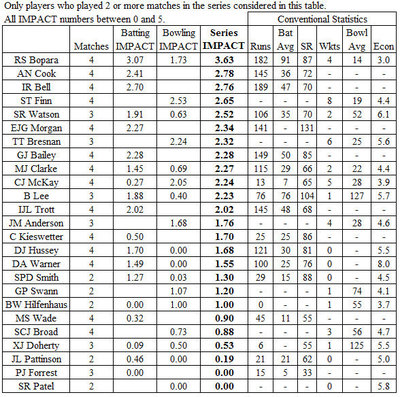 Only players who played 2 or more matches in the series considered in this table.
All IMPACT numbers between 0 and 5. Conventional Statistics
Matches Batting IMPACT Bowling IMPACT Series IMPACT Runs Bat Avg SR Wkts Bowl Avg Econ
RS Bopara 4 3.07 1.73 3.63 182 91 87 4 14 3.0
AN Cook 4 2.41 2.78 145 36 72 - - -
IR Bell 4 2.70 2.76 189 47 70 - - -
ST Finn 4 2.53 2.65 - - - 8 19 4.4
SR Watson 3 1.91 0.63 2.52 106 35 70 2 52 6.1
EJG Morgan 4 2.27 2.34 141 - 131 - - -
TT Bresnan 3 2.24 2.32 - - - 6 25 5.6
GJ Bailey 4 2.28 2.28 149 50 85 - - -
MJ Clarke 4 1.45 0.69 2.27 115 29 66 2 22 4.4
CJ McKay 4 0.27 2.05 2.24 13 7 65 5 28 3.9
B Lee 3 1.88 0.40 2.23 76 76 104 1 127 5.7
IJL Trott 4 2.02 2.02 145 48 68 - - -
JM Anderson 3 1.68 1.76 - - - 4 28 4.6
C Kieswetter 4 0.50 1.70 25 25 86 - - -
DJ Hussey 4 1.70 0.00 1.68 121 30 81 0 - 5.5
DA Warner 4 1.49 0.00 1.55 100 25 76 0 - 8.0
SPD Smith 2 1.27 0.03 1.30 29 15 88 0 - 4.5
GP Swann 2 1.07 1.20 - - - 1 74 4.1
BW Hilfenhaus 2 0.00 1.00 1.00 0 - - 1 55 3.7
MS Wade 4 0.32 0.90 45 11 55 - - -
SCJ Broad 4 0.73 0.88 - - - 3 56 4.7
XJ Doherty 3 0.09 0.50 0.53 6 - 55 1 125 5.5
JL Pattinson 2 0.46 0.00 0.19 21 21 62 0 - 5.0
PJ Forrest 3 0.00 0.00 15 5 33 - - -
SR Patel 2 0.00 0.00 - - - 0 - 5.8